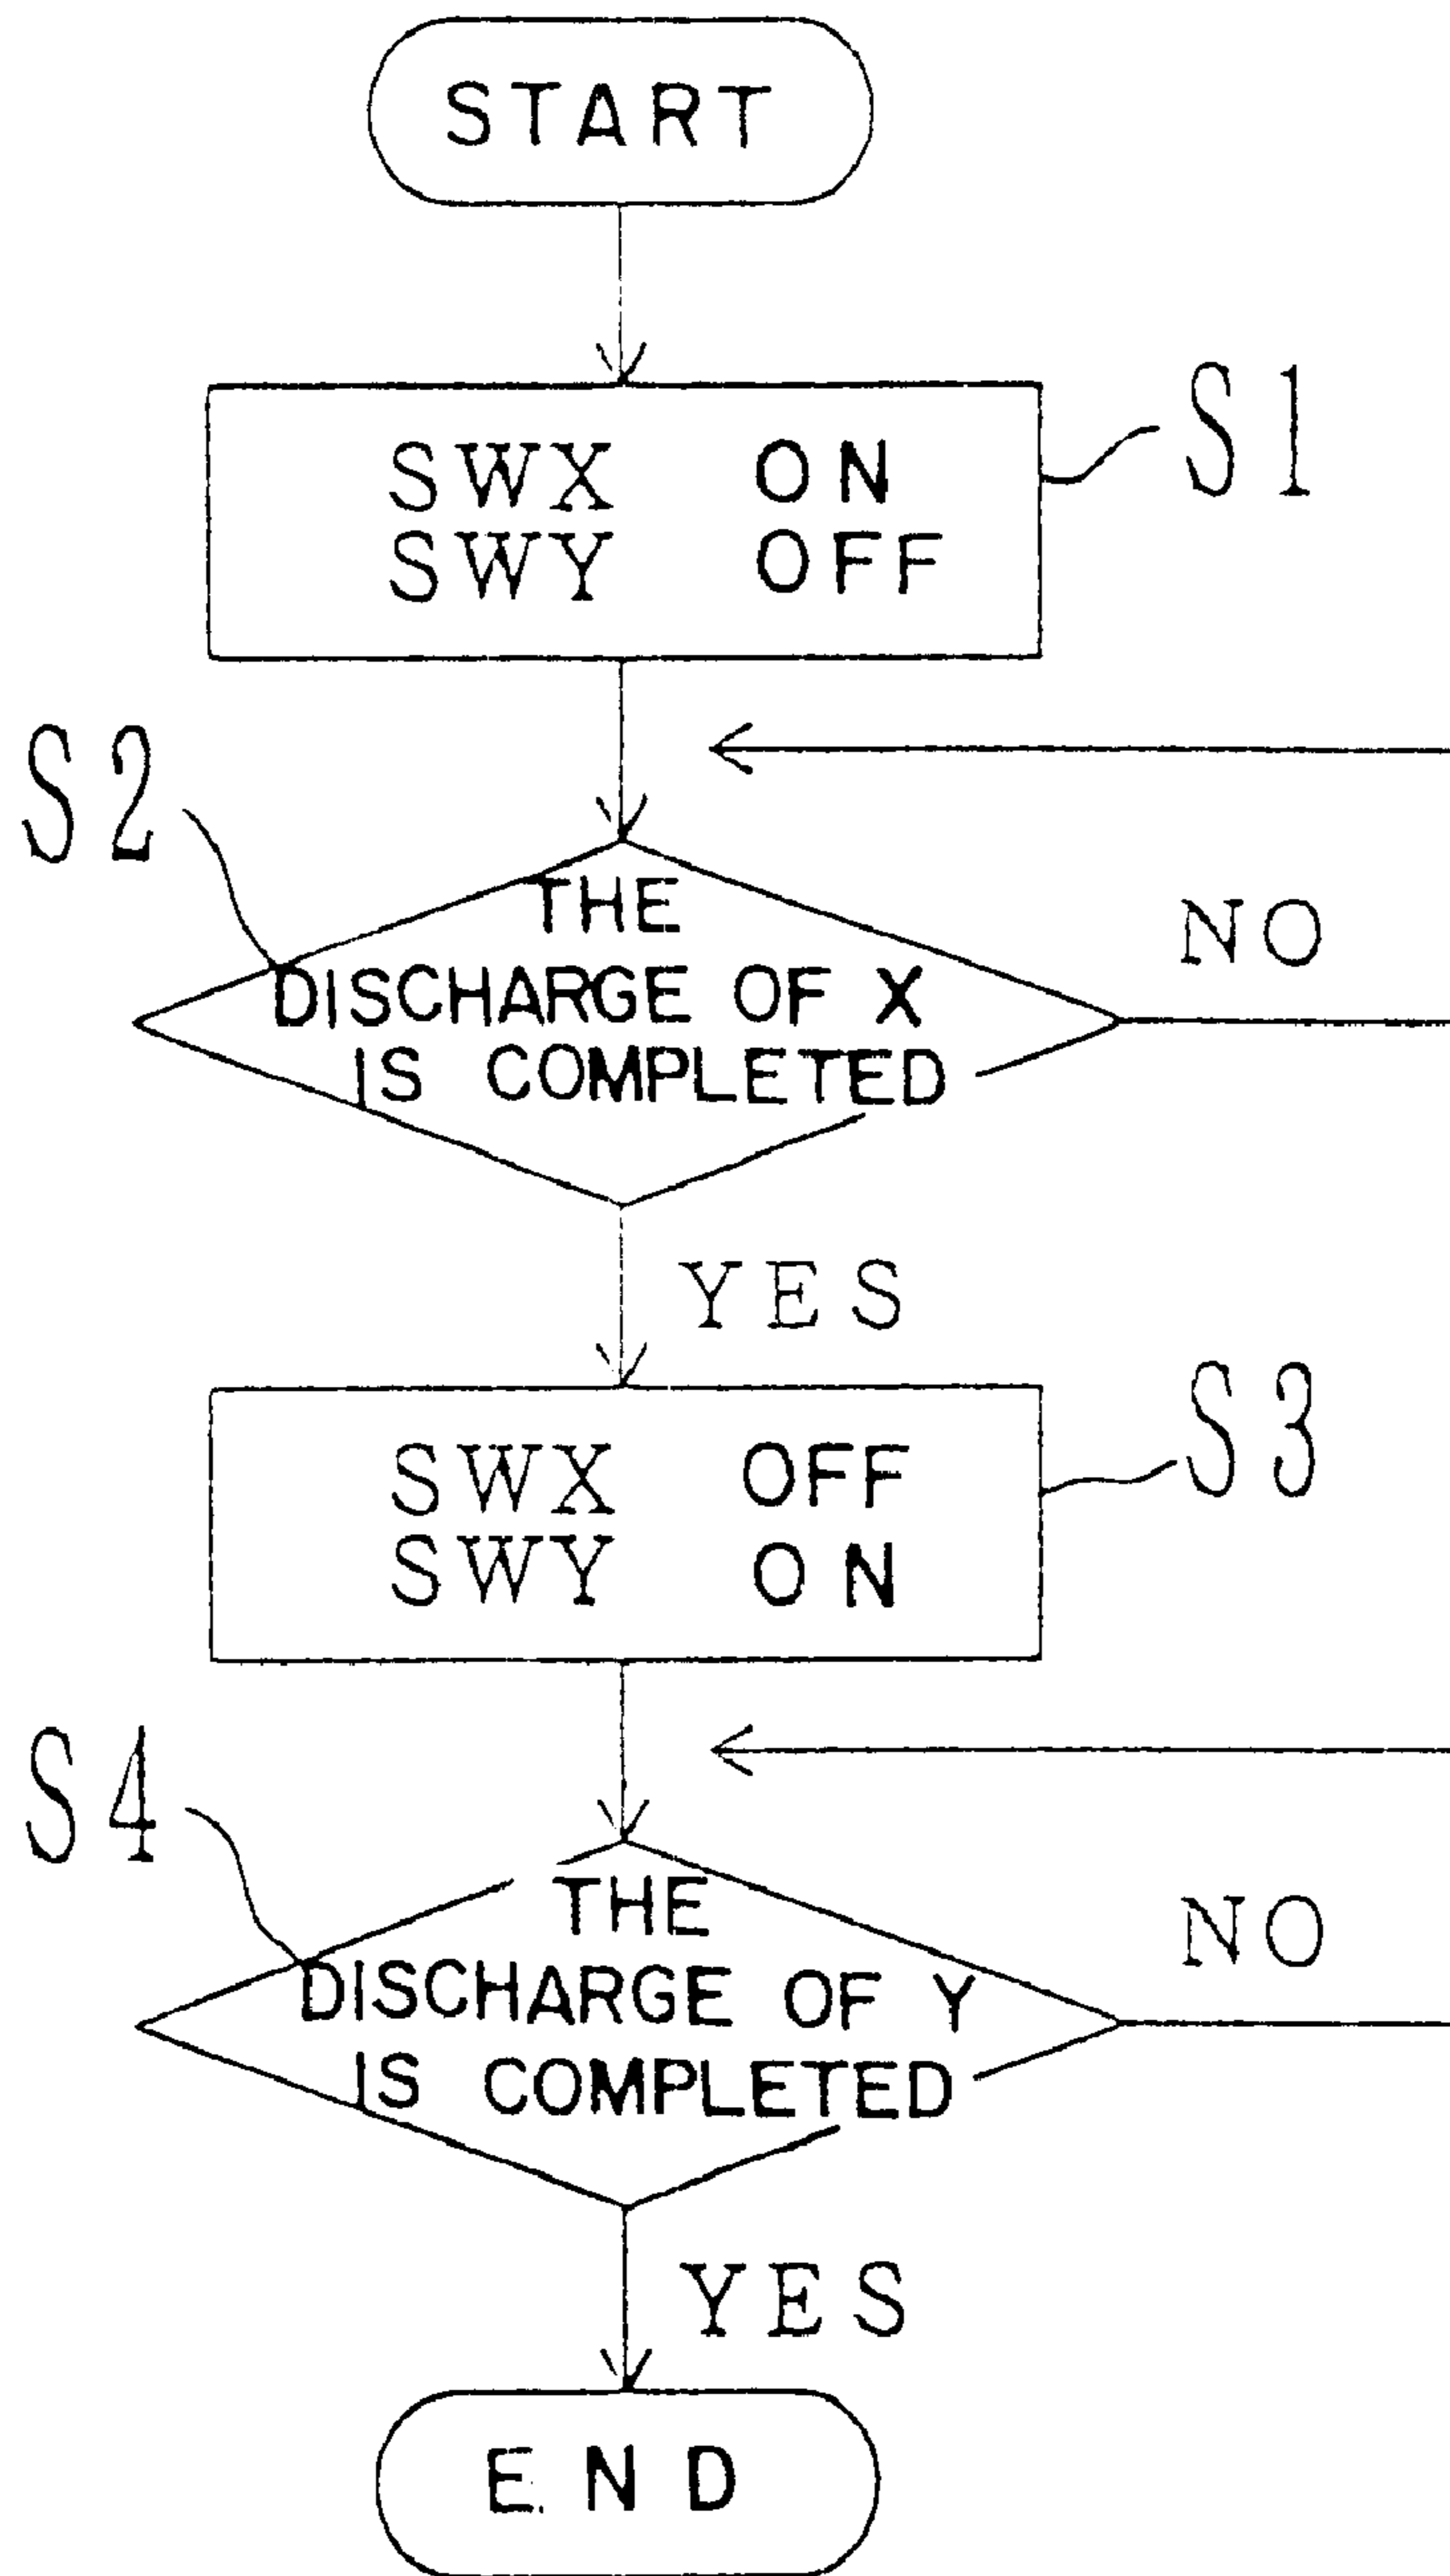 START
SWX ON
SWY OFF
S1
S2
THE
DISCHARGE OF X
IS COMPLETED
NO
YES
SWX OFF
SWY ON
S3
S4
THE
DISCHARGE OF Y
IS COMPLETED
NO
YES
END